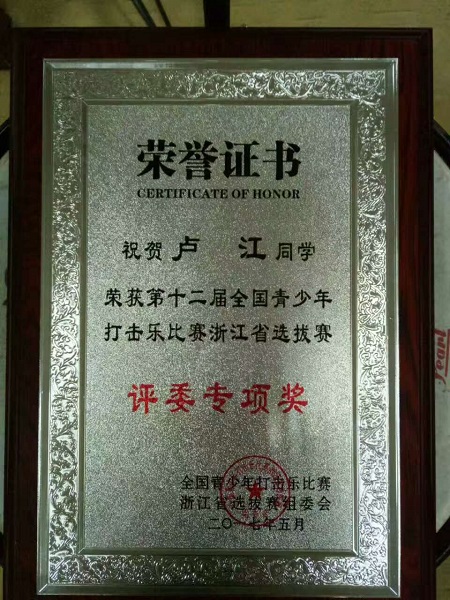 荣誉证书
CERTIFICATE OF HONOR
祝贺卢 江同学
荣获第十二届全国青少年
打击乐比赛浙江省选拔赛
评委专项奖
全国青少年打击乐比赛
浙江省选拔赛组委会
二〇一七年五月
Pearl